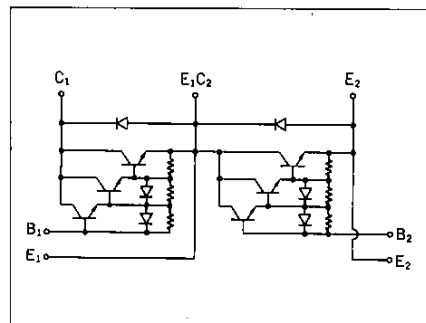 C₁ E₁C₂ E₂
B₁ B₂
E₁ E₂